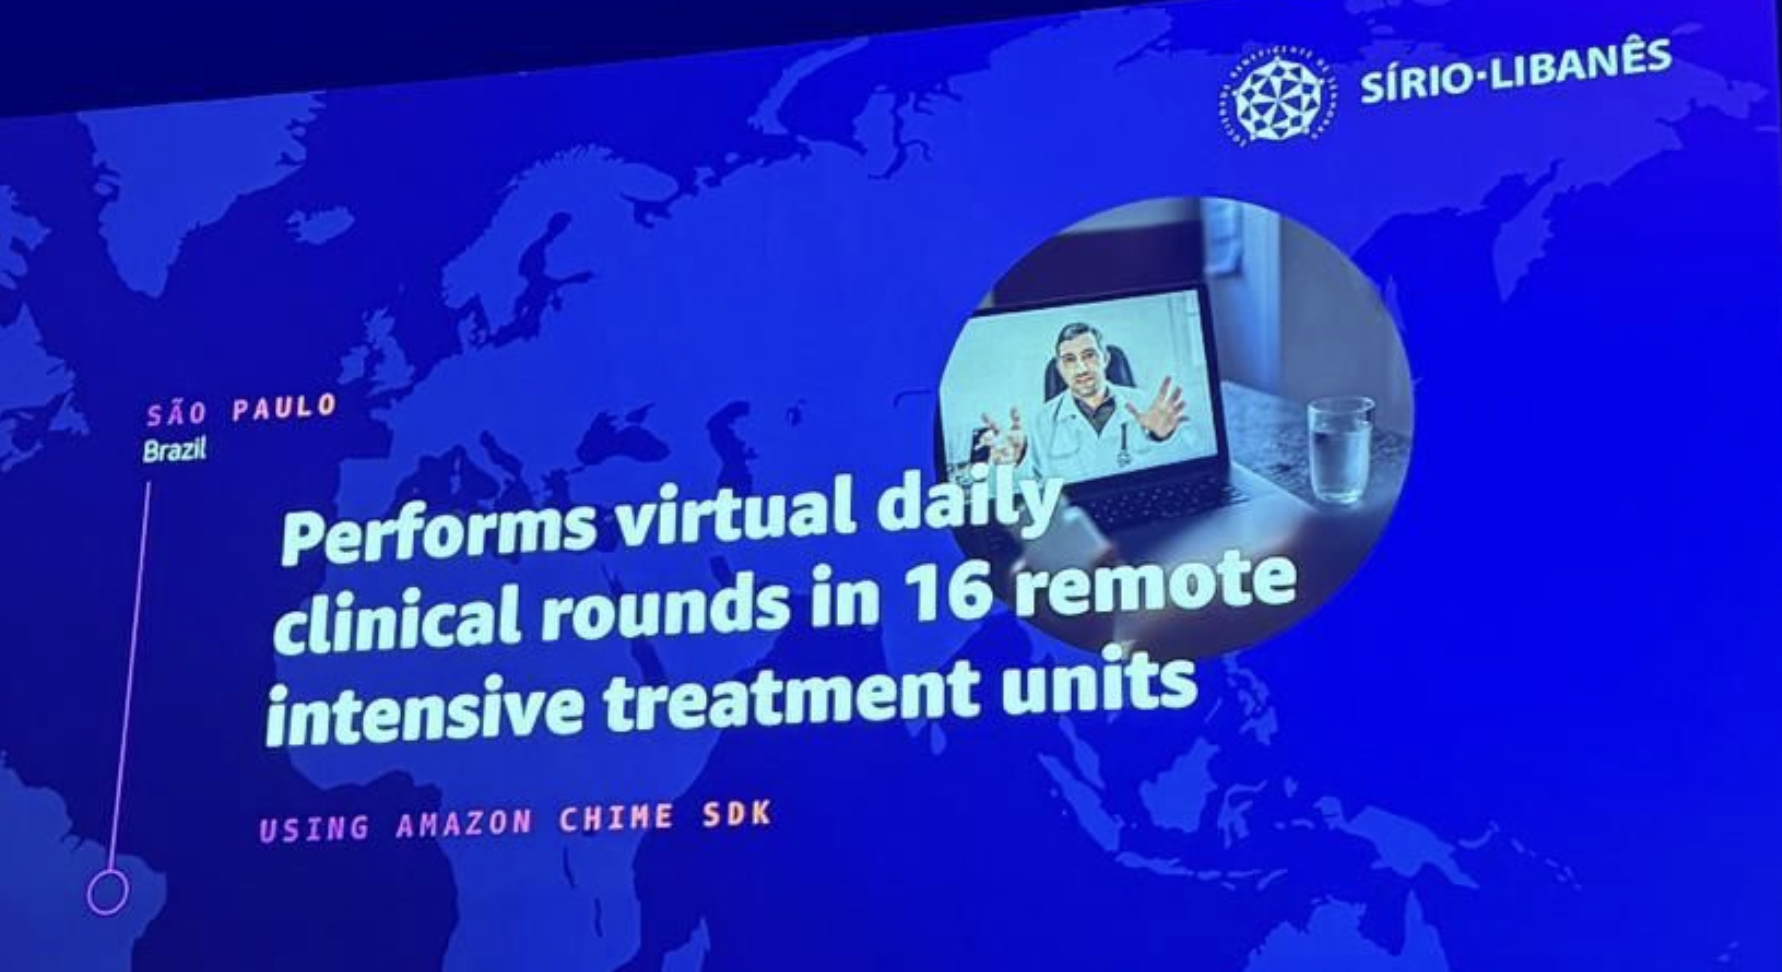 SÍRIO-LIBANÊS
SÃO PAULO
Brazil
Performs virtual daily
clinical rounds in 16 remote
intensive treatment units
USING AMAZON CHIME SDK